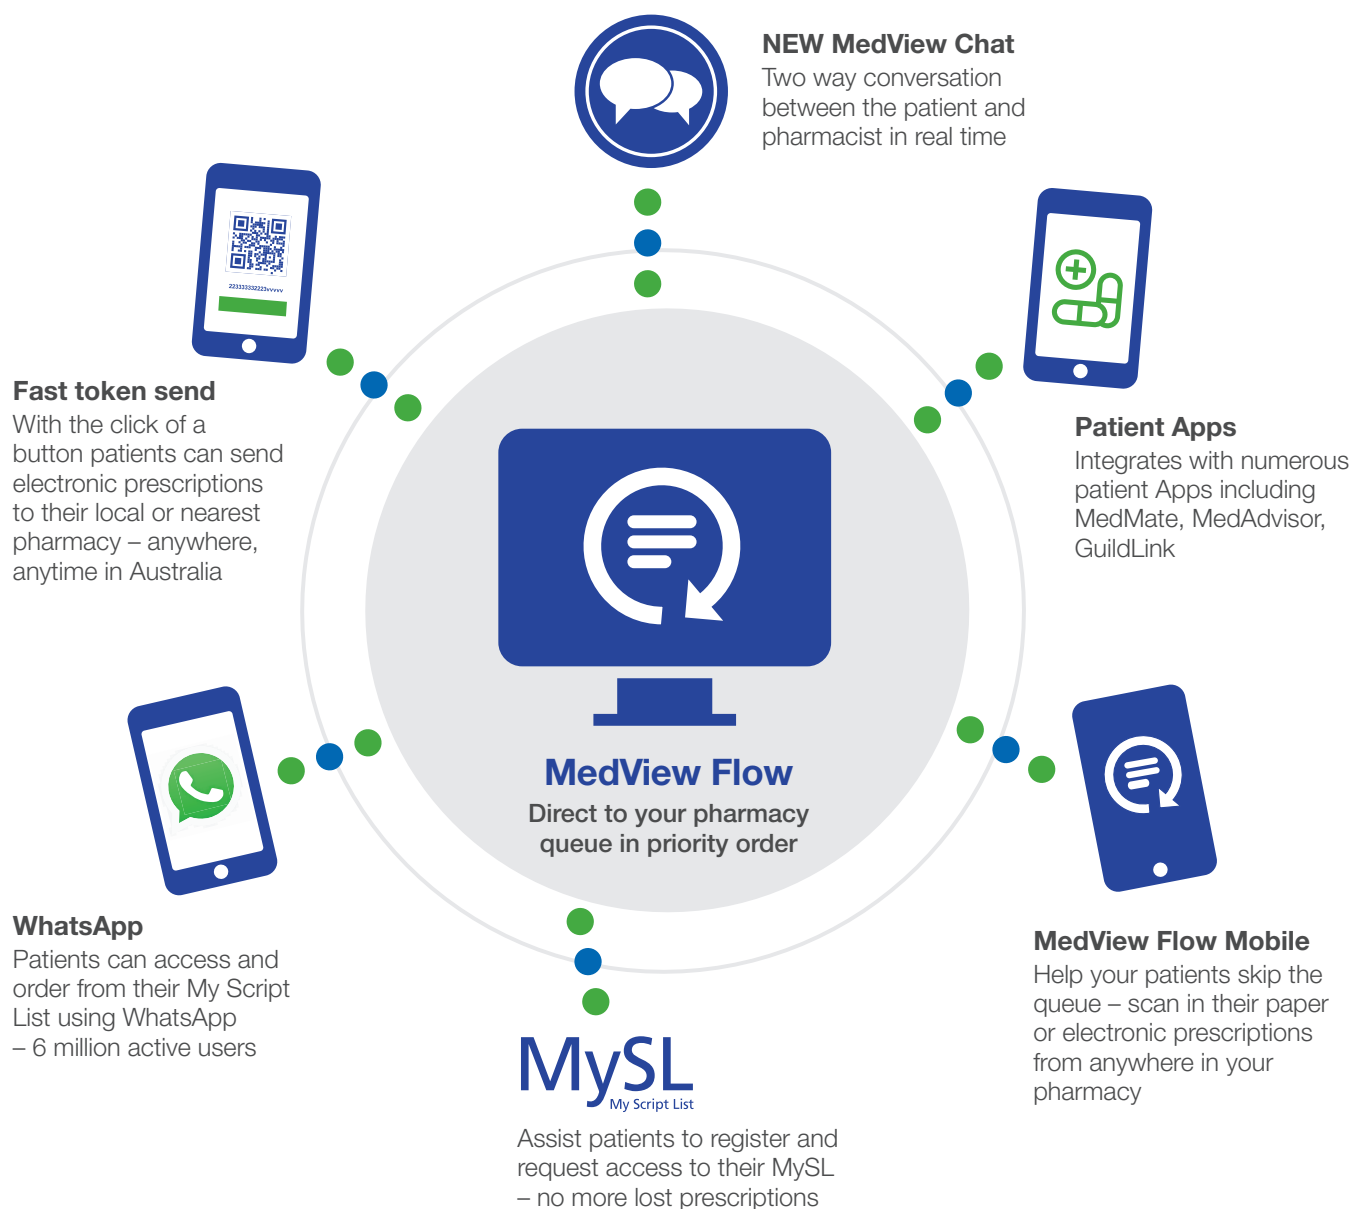 NEW MedView Chat
Two way conversation
between the patient and
pharmacist in real time
223333332223vvvvv
Fast token send
With the click of a
button patients can send
electronic prescriptions
to their local or nearest
pharmacy – anywhere,
anytime in Australia
Patient Apps
Integrates with numerous
patient Apps including
MedMate, MedAdvisor,
GuildLink
MedView Flow
Direct to your pharmacy
queue in priority order
WhatsApp
Patients can access and
order from their My Script
List using WhatsApp
– 6 million active users
MedView Flow Mobile
Help your patients skip the
queue – scan in their paper
or electronic prescriptions
from anywhere in your
pharmacy
MySL
My Script List
Assist patients to register and
request access to their MySL
– no more lost prescriptions